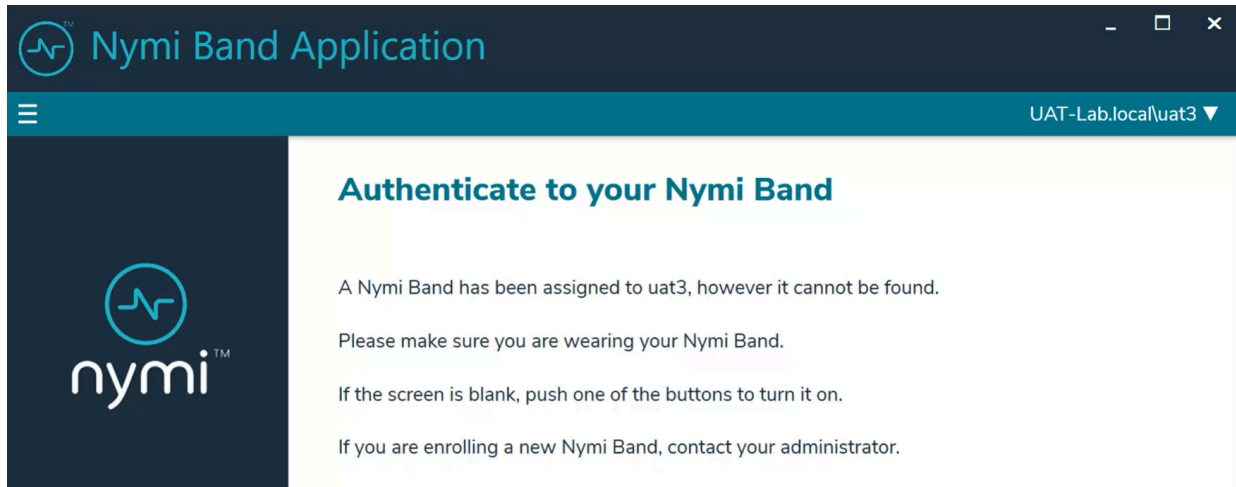 Nymi Band Application
UAT-Lab.local\uat3 ▼
Authenticate to your Nymi Band
A Nymi Band has been assigned to uat3, however it cannot be found.
Please make sure you are wearing your Nymi Band.
If the screen is blank, push one of the buttons to turn it on.
If you are enrolling a new Nymi Band, contact your administrator.
nymi™